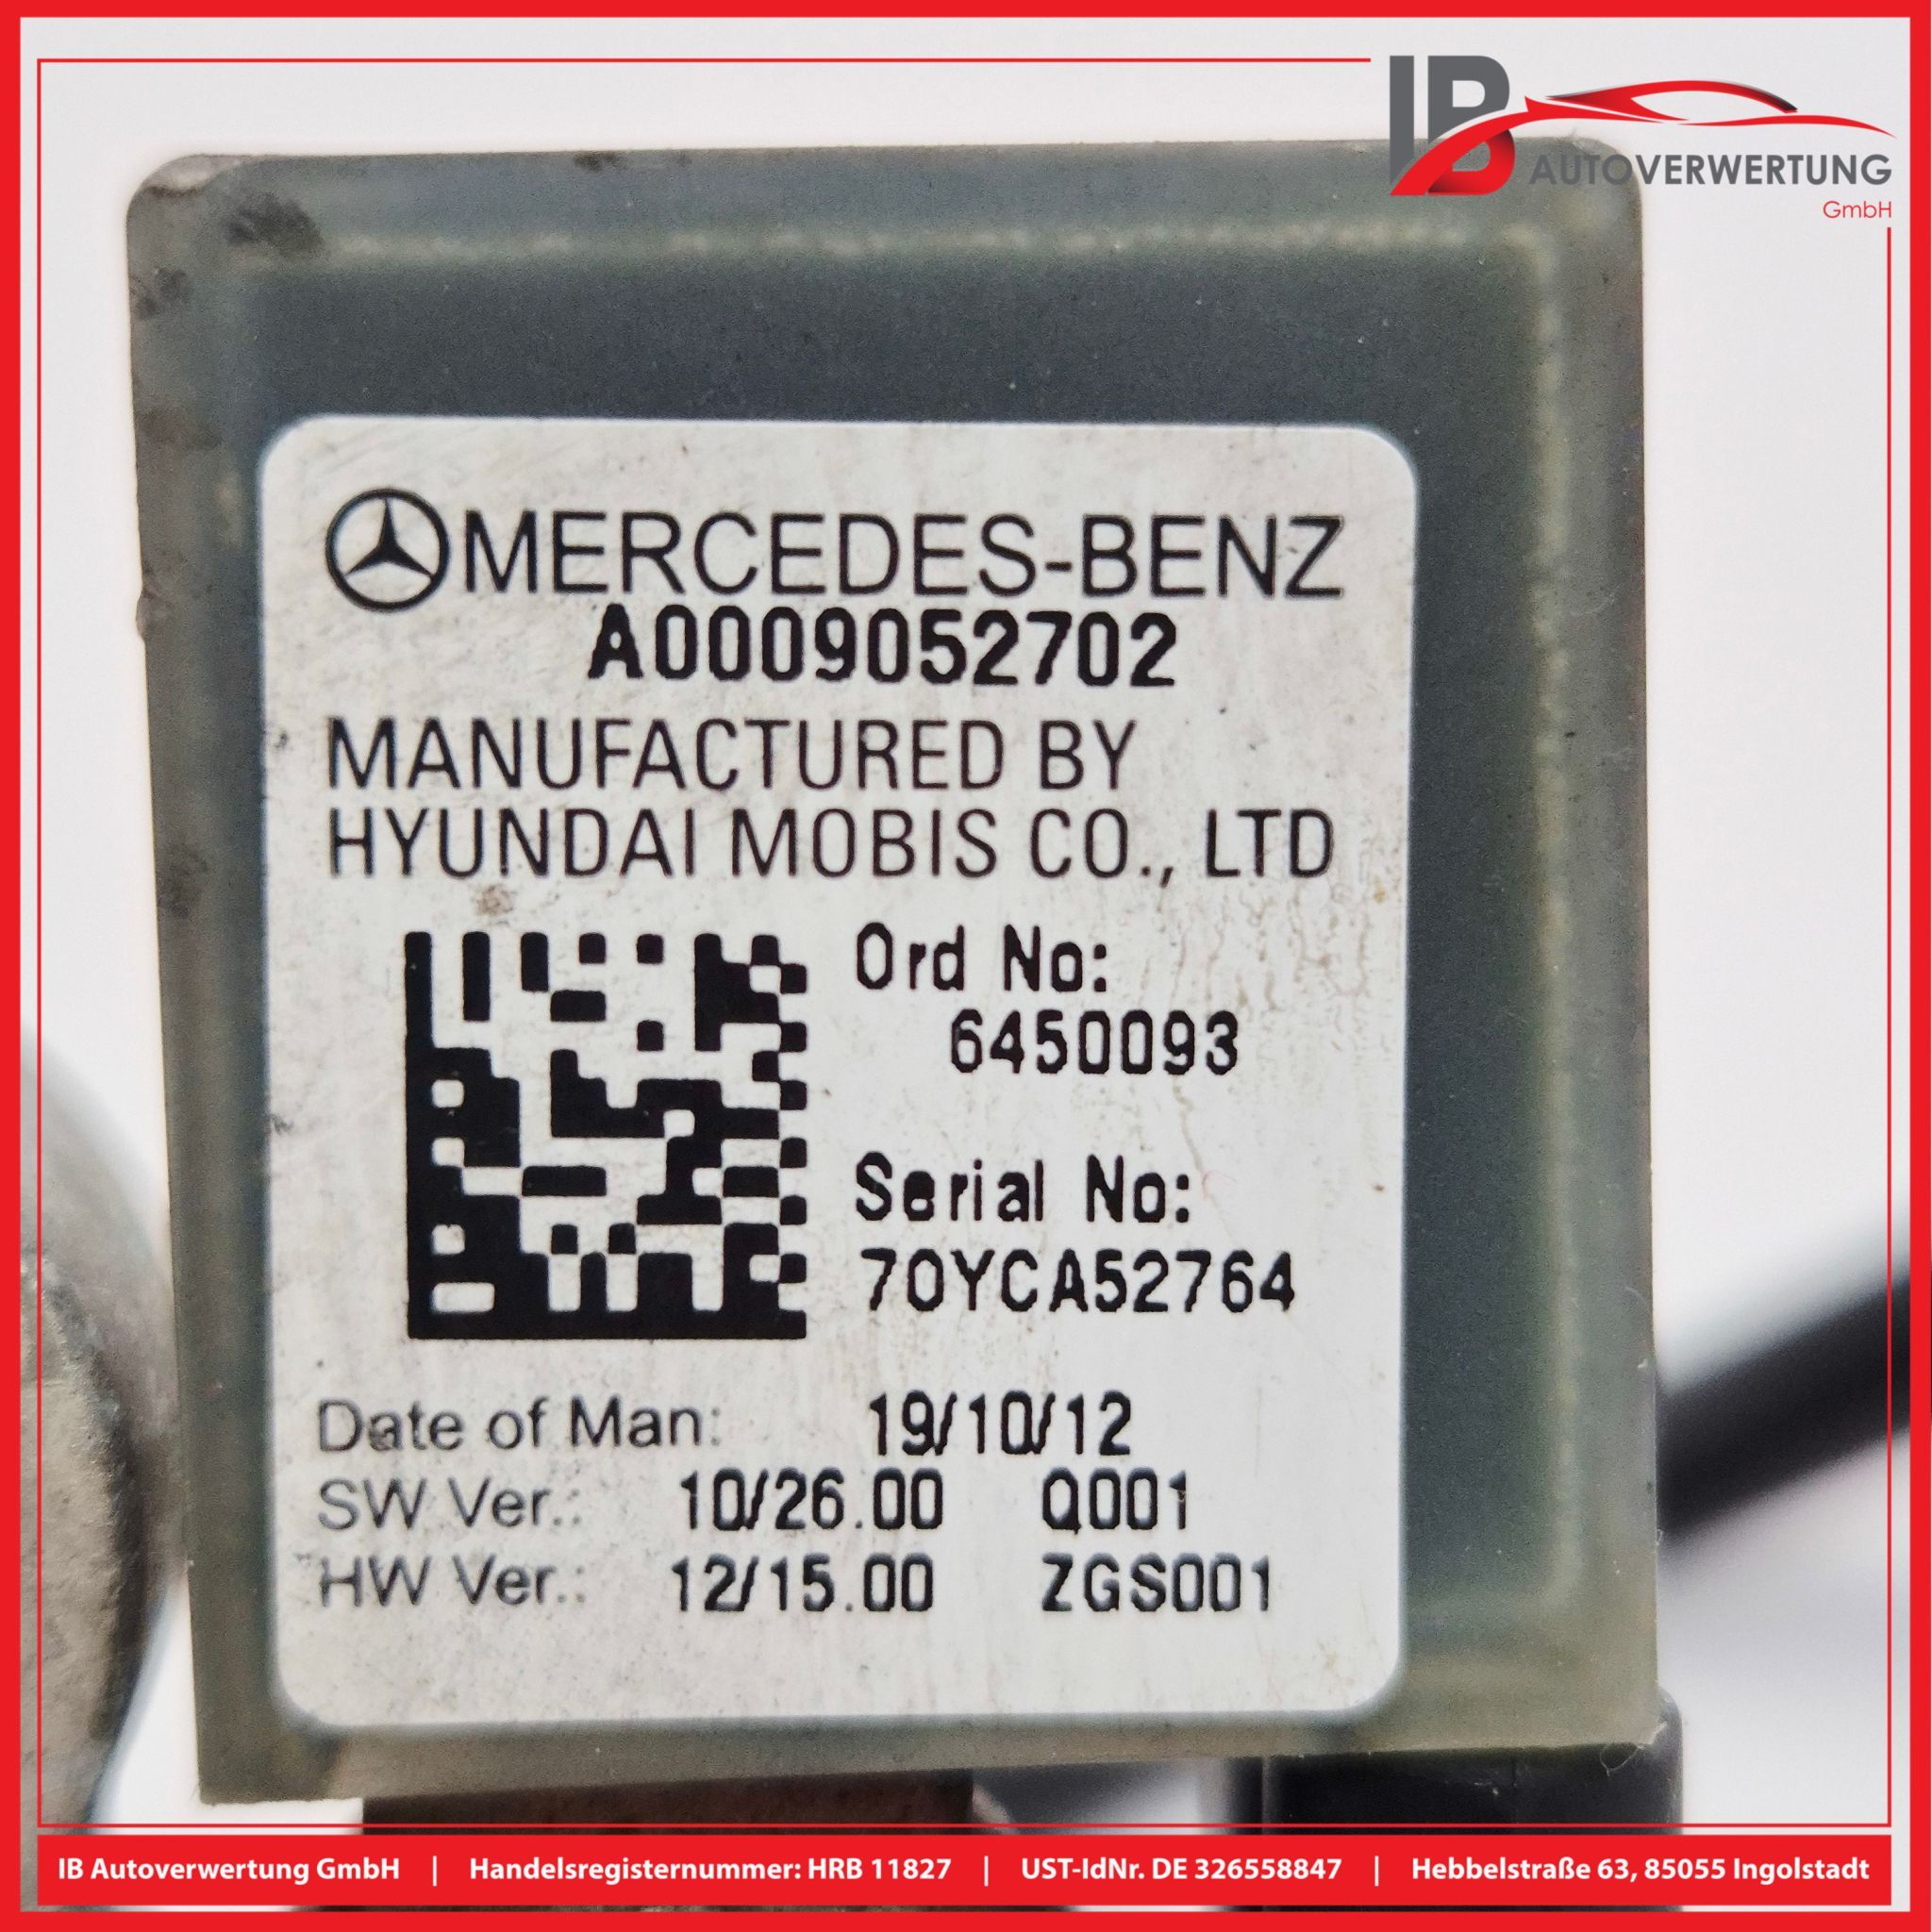 IB
AUTOVERWERTUNG
GmbH
MERCEDES-BENZ
A0009052702
MANUFACTURED BY
HYUNDAI MOBIS CO., LTD
Ord No:
6450093
Serial No:
70YCA52764
Date of Man: 19/10/12
SW Ver.: 10/26.00 Q001
HW Ver.: 12/15.00 ZGS001
IB Autoverwertung GmbH | Handelsregisternummer: HRB 11827 | UST-IdNr. DE 326558847 | Hebbelstraße 63, 85055 Ingolstadt